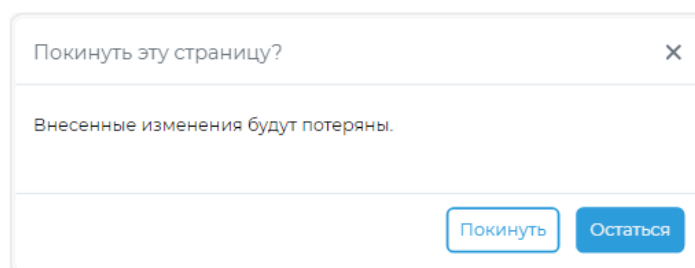 Покинуть эту страницу?
Внесенные изменения будут потеряны.
Покинуть
Остаться